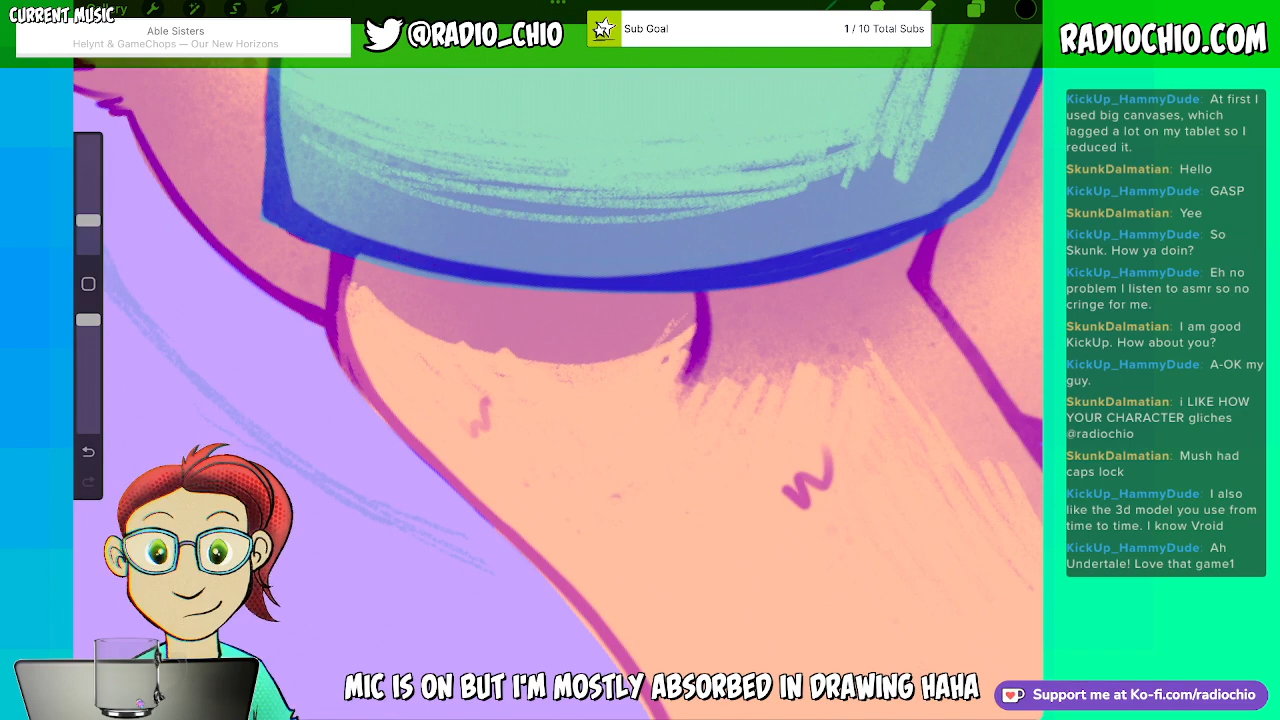 CURRENT MUSIC
Able Sisters
Helynt & GameChops — Our New Horizons
@RADIO_CHIO
Sub Goal
1 / 10 Total Subs
RADIOCHIO.COM
KickUp_HammyDude: At first I
used big canvases, which
lagged a lot on my tablet so I
reduced it.
SkunkDalmatian: Hello
KickUp_HammyDude: GASP
SkunkDalmatian: Yee
KickUp_HammyDude: So
Skunk. How ya doin?
KickUp_HammyDude: Eh no
problem I listen to asmr so no
cringe for me.
SkunkDalmatian: I am good
KickUp. How about you?
KickUp_HammyDude: A-OK my
guy.
SkunkDalmatian: i LIKE HOW
YOUR CHARACTER gliches
@radiochio
SkunkDalmatian: Mush had
caps lock
KickUp_HammyDude: I also
like the 3d model you use from
time to time. I know Vroid
KickUp_HammyDude: Ah
Undertale! Love that game1
MIC IS ON BUT I'M MOSTLY ABSORBED IN DRAWING HAHA
Support me at Ko-fi.com/radiochio